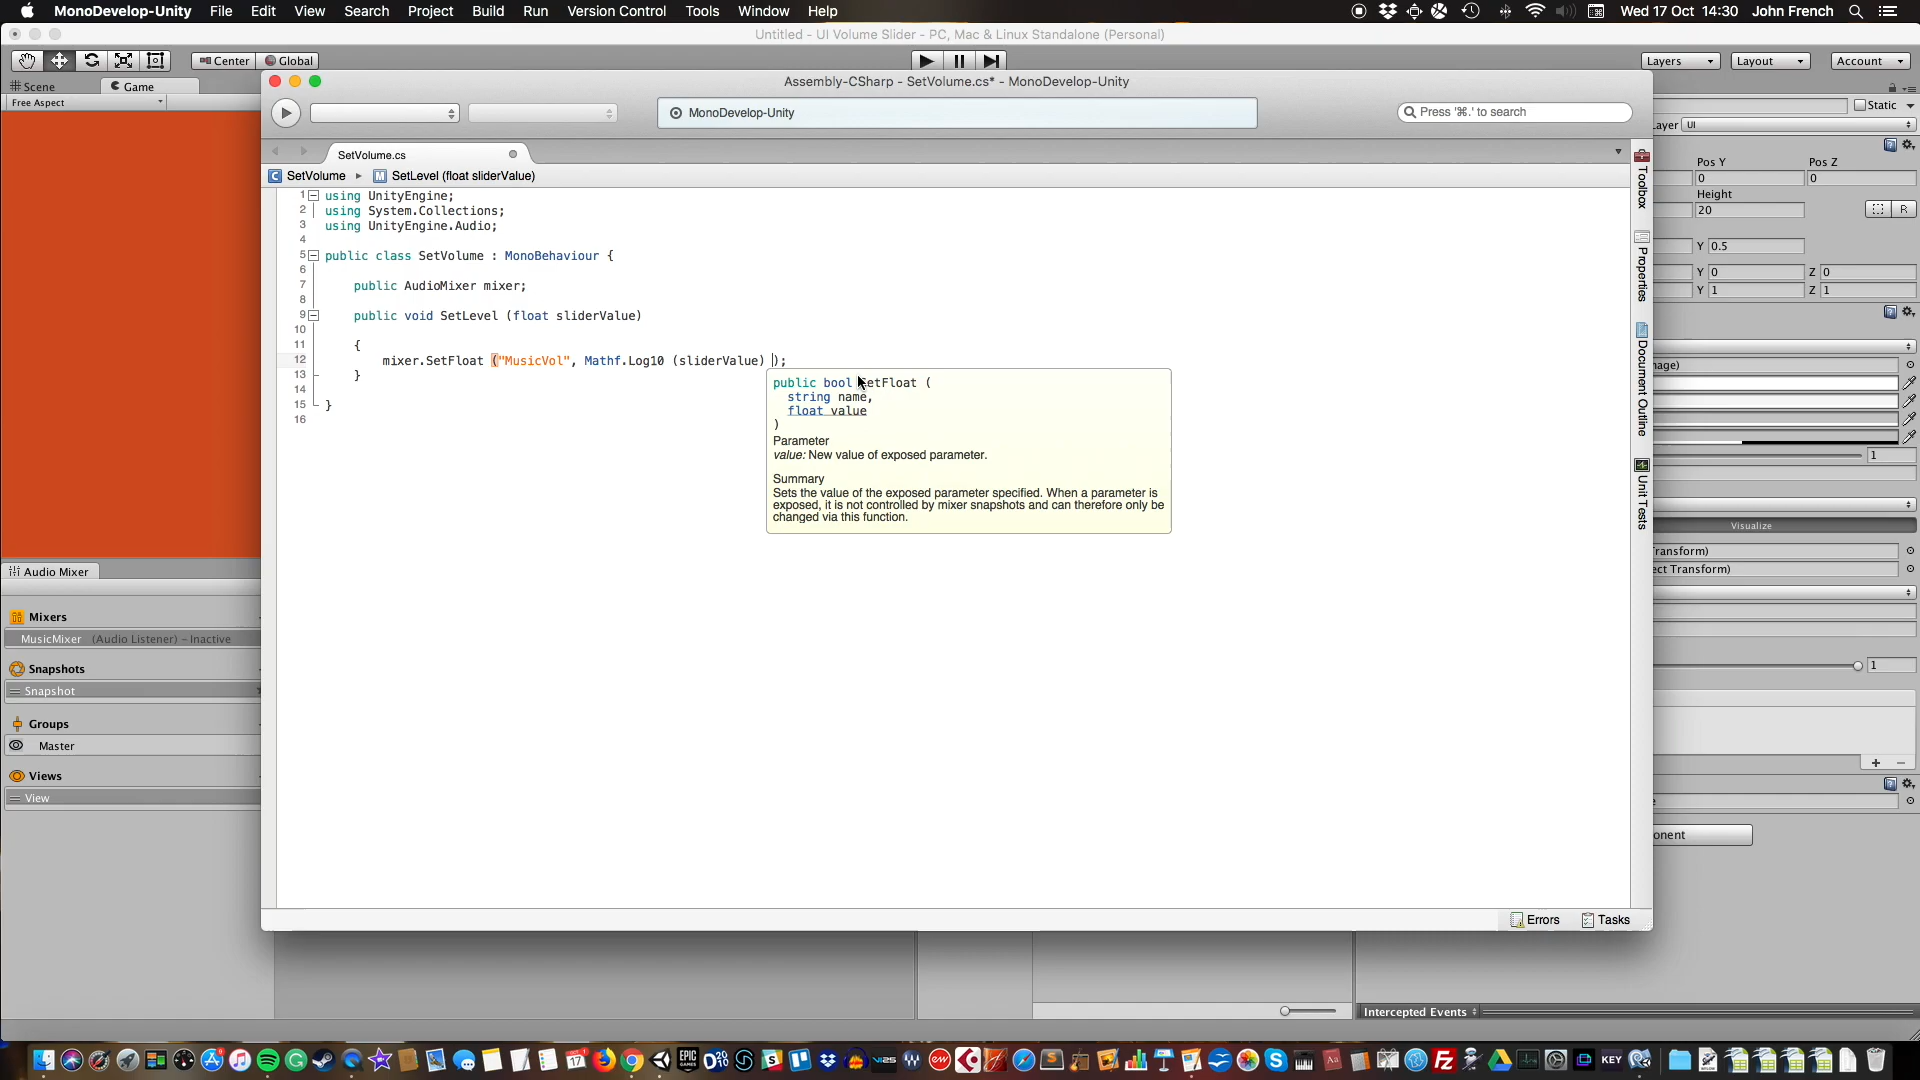 MonoDevelop-Unity File Edit View Search Project Build Run Version Control Tools Window Help Wed 17 Oct 14:30 John French
Untitled - UI Volume Slider - PC, Mac & Linux Standalone (Personal)
Center Global Layers Layout Account
Scene Game
Free Aspect
Assembly-CSharp - SetVolume.cs* - MonoDevelop-Unity
MonoDevelop-Unity
Press '⌘.' to search
SetVolume.cs
SetVolume ▸ SetLevel (float sliderValue)
1 using UnityEngine;
2 using System.Collections;
3 using UnityEngine.Audio;
4
5 public class SetVolume : MonoBehaviour {
6
7 public AudioMixer mixer;
8
9 public void SetLevel (float sliderValue)
10
11 {
12 mixer.SetFloat ("MusicVol", Mathf.Log10 (sliderValue) );
13 }
14
15 }
16
public bool SetFloat (
string name,
float value
)
Parameter
value: New value of exposed parameter.
Summary
Sets the value of the exposed parameter specified. When a parameter is
exposed, it is not controlled by mixer snapshots and can therefore only be
changed via this function.
Toolbox
Properties
Document Outline
Unit Tests
Errors Tasks
Static
ayer UI
Pos Y Pos Z
0 0
Height
20 R
Y 0.5
Y 0 Z 0
Y 1 Z 1
mage)
1
Visualize
ransform)
ect Transform)
1
+ −
onent
Audio Mixer
Mixers
MusicMixer (Audio Listener) – Inactive
Snapshots
Snapshot
Groups
Master
Views
View
Intercepted Events